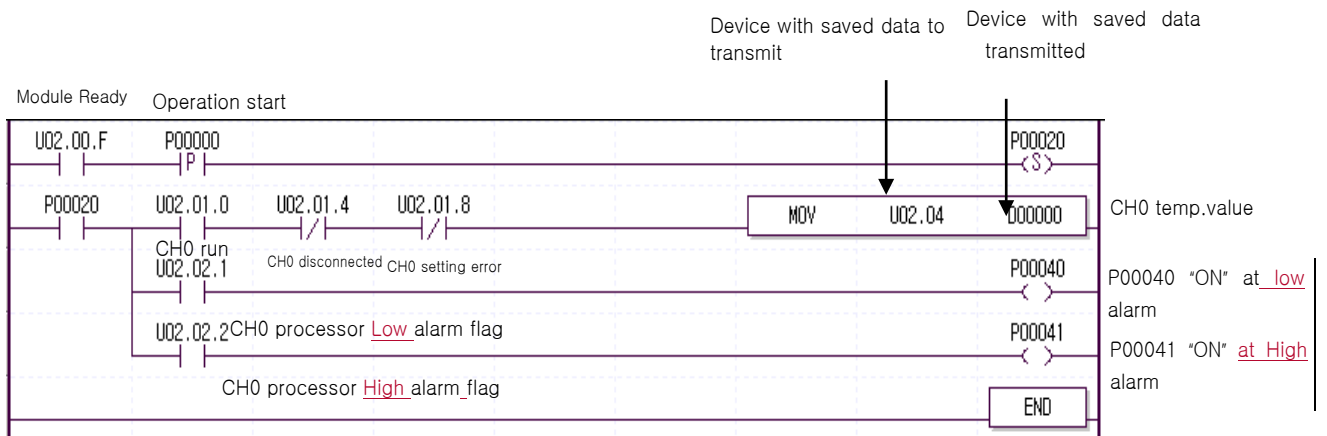 Device with saved data to
transmit
Device with saved data
transmitted
Module Ready
Operation start
U02.00.F
P00000
P00020
P
S
P00020
U02.01.0
U02.01.4
U02.01.8
MOV
U02.04
D00000
CH0 temp.value
CH0 run
CH0 disconnected
CH0 setting error
U02.02.1
P00040
P00040 “ON” at low
alarm
CH0 processor Low alarm flag
U02.02.2
P00041
P00041 “ON” at High
alarm
CH0 processor High alarm flag
END